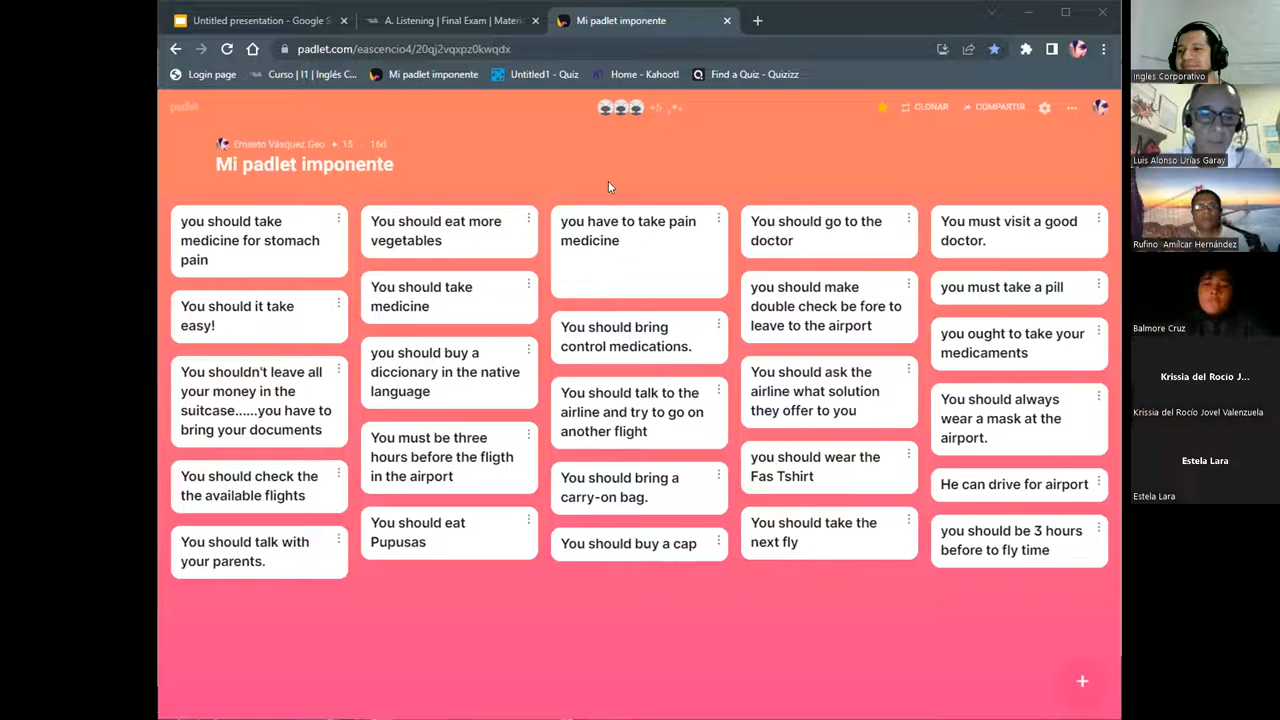 Untitled presentation - Google S
A. Listening | Final Exam | Materi
Mi padlet imponente
padlet.com/eascencio4/20qj2vqxpz0kwqdx
Login page
Curso | I1 | Inglés C...
Mi padlet imponente
Untitled1 - Quiz
Home - Kahoot!
Find a Quiz - Quizizz
padlet
+6
CLONAR
COMPARTIR
Ernesto Vásquez Geo + 15 16d
Mi padlet imponente
you should take
medicine for stomach
pain
You should it take
easy!
You shouldn't leave all
your money in the
suitcase......you have to
bring your documents
You should check the
the available flights
You should talk with
your parents.
You should eat more
vegetables
You should take
medicine
you should buy a
diccionary in the native
language
You must be three
hours before the fligth
in the airport
You should eat
Pupusas
you have to take pain
medicine
You should bring
control medications.
You should talk to the
airline and try to go on
another flight
You should bring a
carry-on bag.
You should buy a cap
You should go to the
doctor
you should make
double check be fore to
leave to the airport
You should ask the
airline what solution
they offer to you
you should wear the
Fas Tshirt
You should take the
next fly
You must visit a good
doctor.
you must take a pill
you ought to take your
medicaments
You should always
wear a mask at the
airport.
He can drive for airport
you should be 3 hours
before to fly time
Ingles Corporativo
Luis Alonso Urías Garay
Rufino Amílcar Hernández
Balmore Cruz
Krissia del Rocio J...
Krissia del Rocío Jovel Valenzuela
Estela Lara
Estela Lara